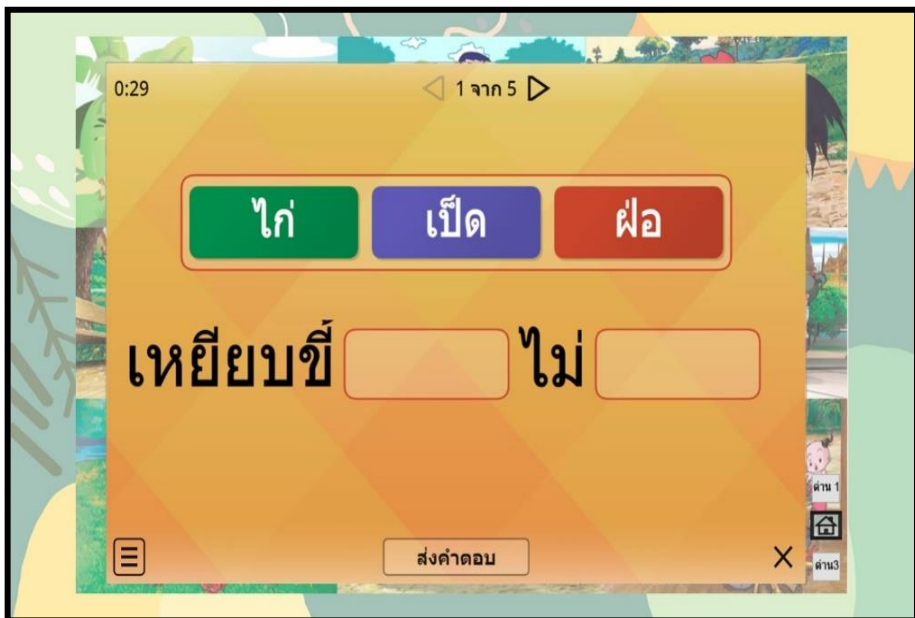 0:29
1 จาก 5
ไก่ เป็ด ฝ่อ
เหยียบขี้ ไม่
ด่าน 1
ส่งคำตอบ
ด่าน3